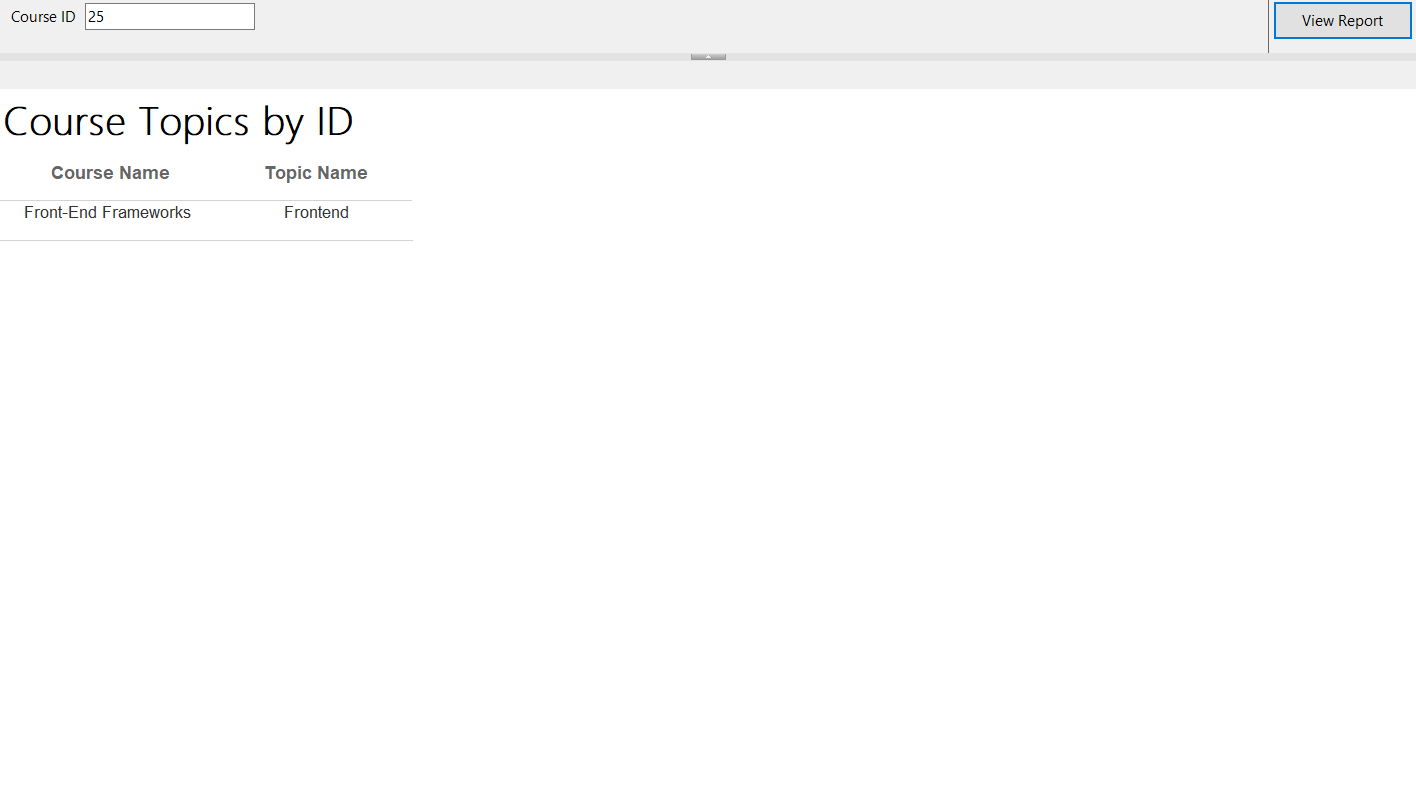 Course ID 25 View Report
Course Topics by ID
Course Name Topic Name
Front-End Frameworks Frontend